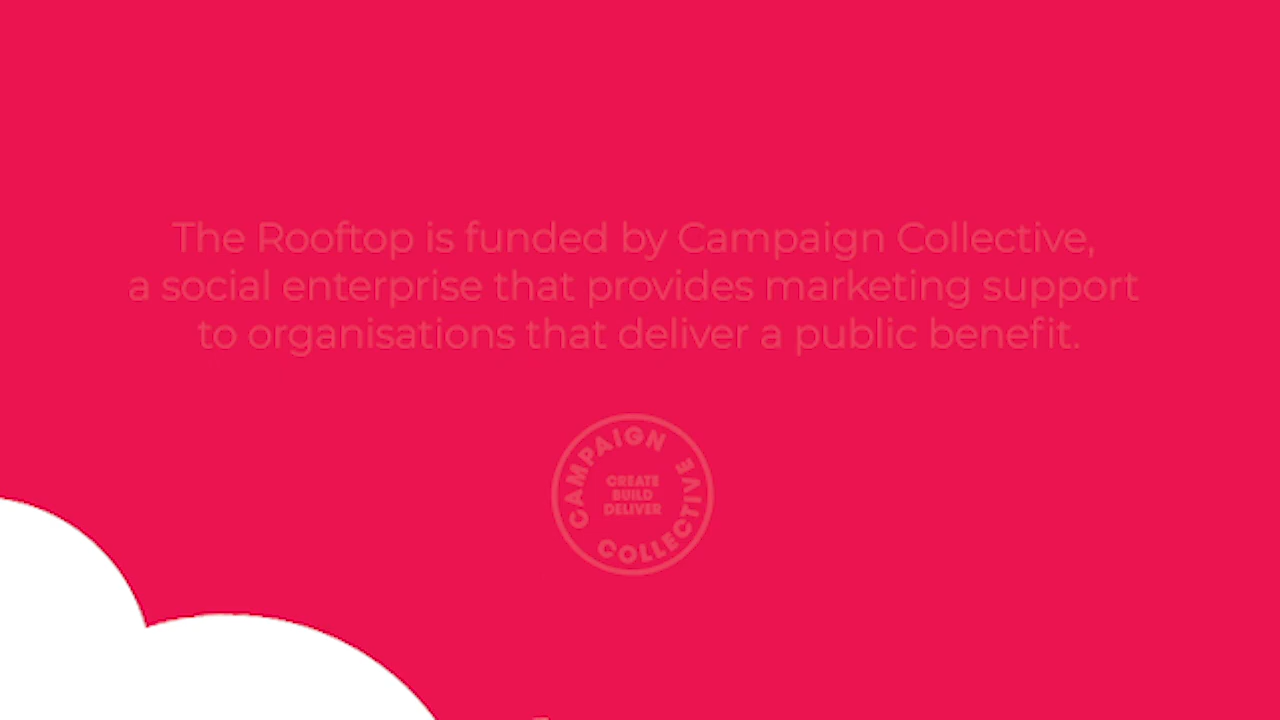 The Rooftop is funded by Campaign Collective,
a social enterprise that provides marketing support
to organisations that deliver a public benefit.
CAMPAIGN COLLECTIVE
CREATE
BUILD
DELIVER